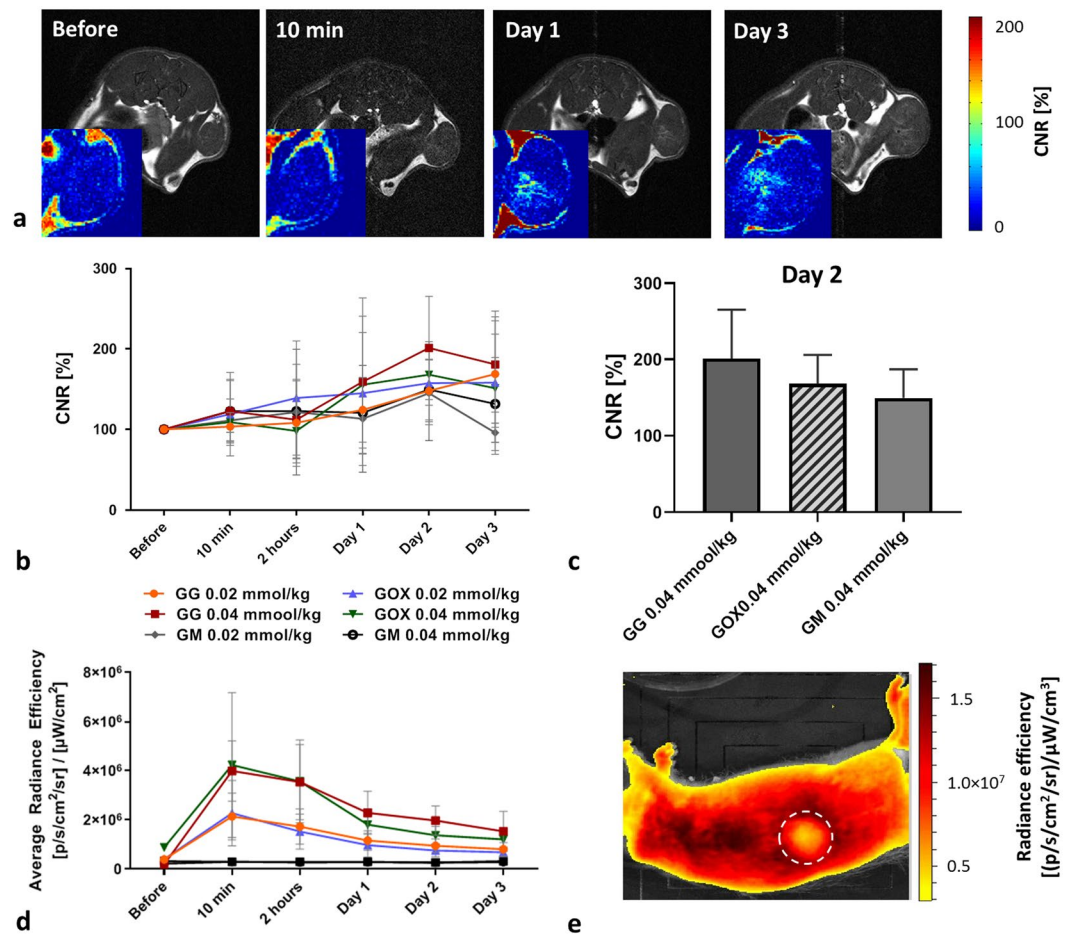 Before
10 min
Day 1
Day 3
200
100
0
CNR [%]
a
300
200
100
0
CNR [%]
Before
10 min
2 hours
Day 1
Day 2
Day 3
b
Day 2
300
200
100
0
CNR [%]
GG 0.04 mmool/kg
GOX0.04 mmol/kg
GM 0.04 mmol/kg
c
GG 0.02 mmol/kg
GG 0.04 mmool/kg
GM 0.02 mmol/kg
GOX 0.02 mmol/kg
GOX 0.04 mmol/kg
GM 0.04 mmol/kg
8×10⁶
6×10⁶
4×10⁶
2×10⁶
0
Average Radiance Efficiency
[p/s/cm²/sr] / [µW/cm²]
Before
10 min
2 hours
Day 1
Day 2
Day 3
d
1.5
1.0×10⁷
0.5
Radiance efficiency
[(p/s/cm²/sr)/µW/cm³]
e